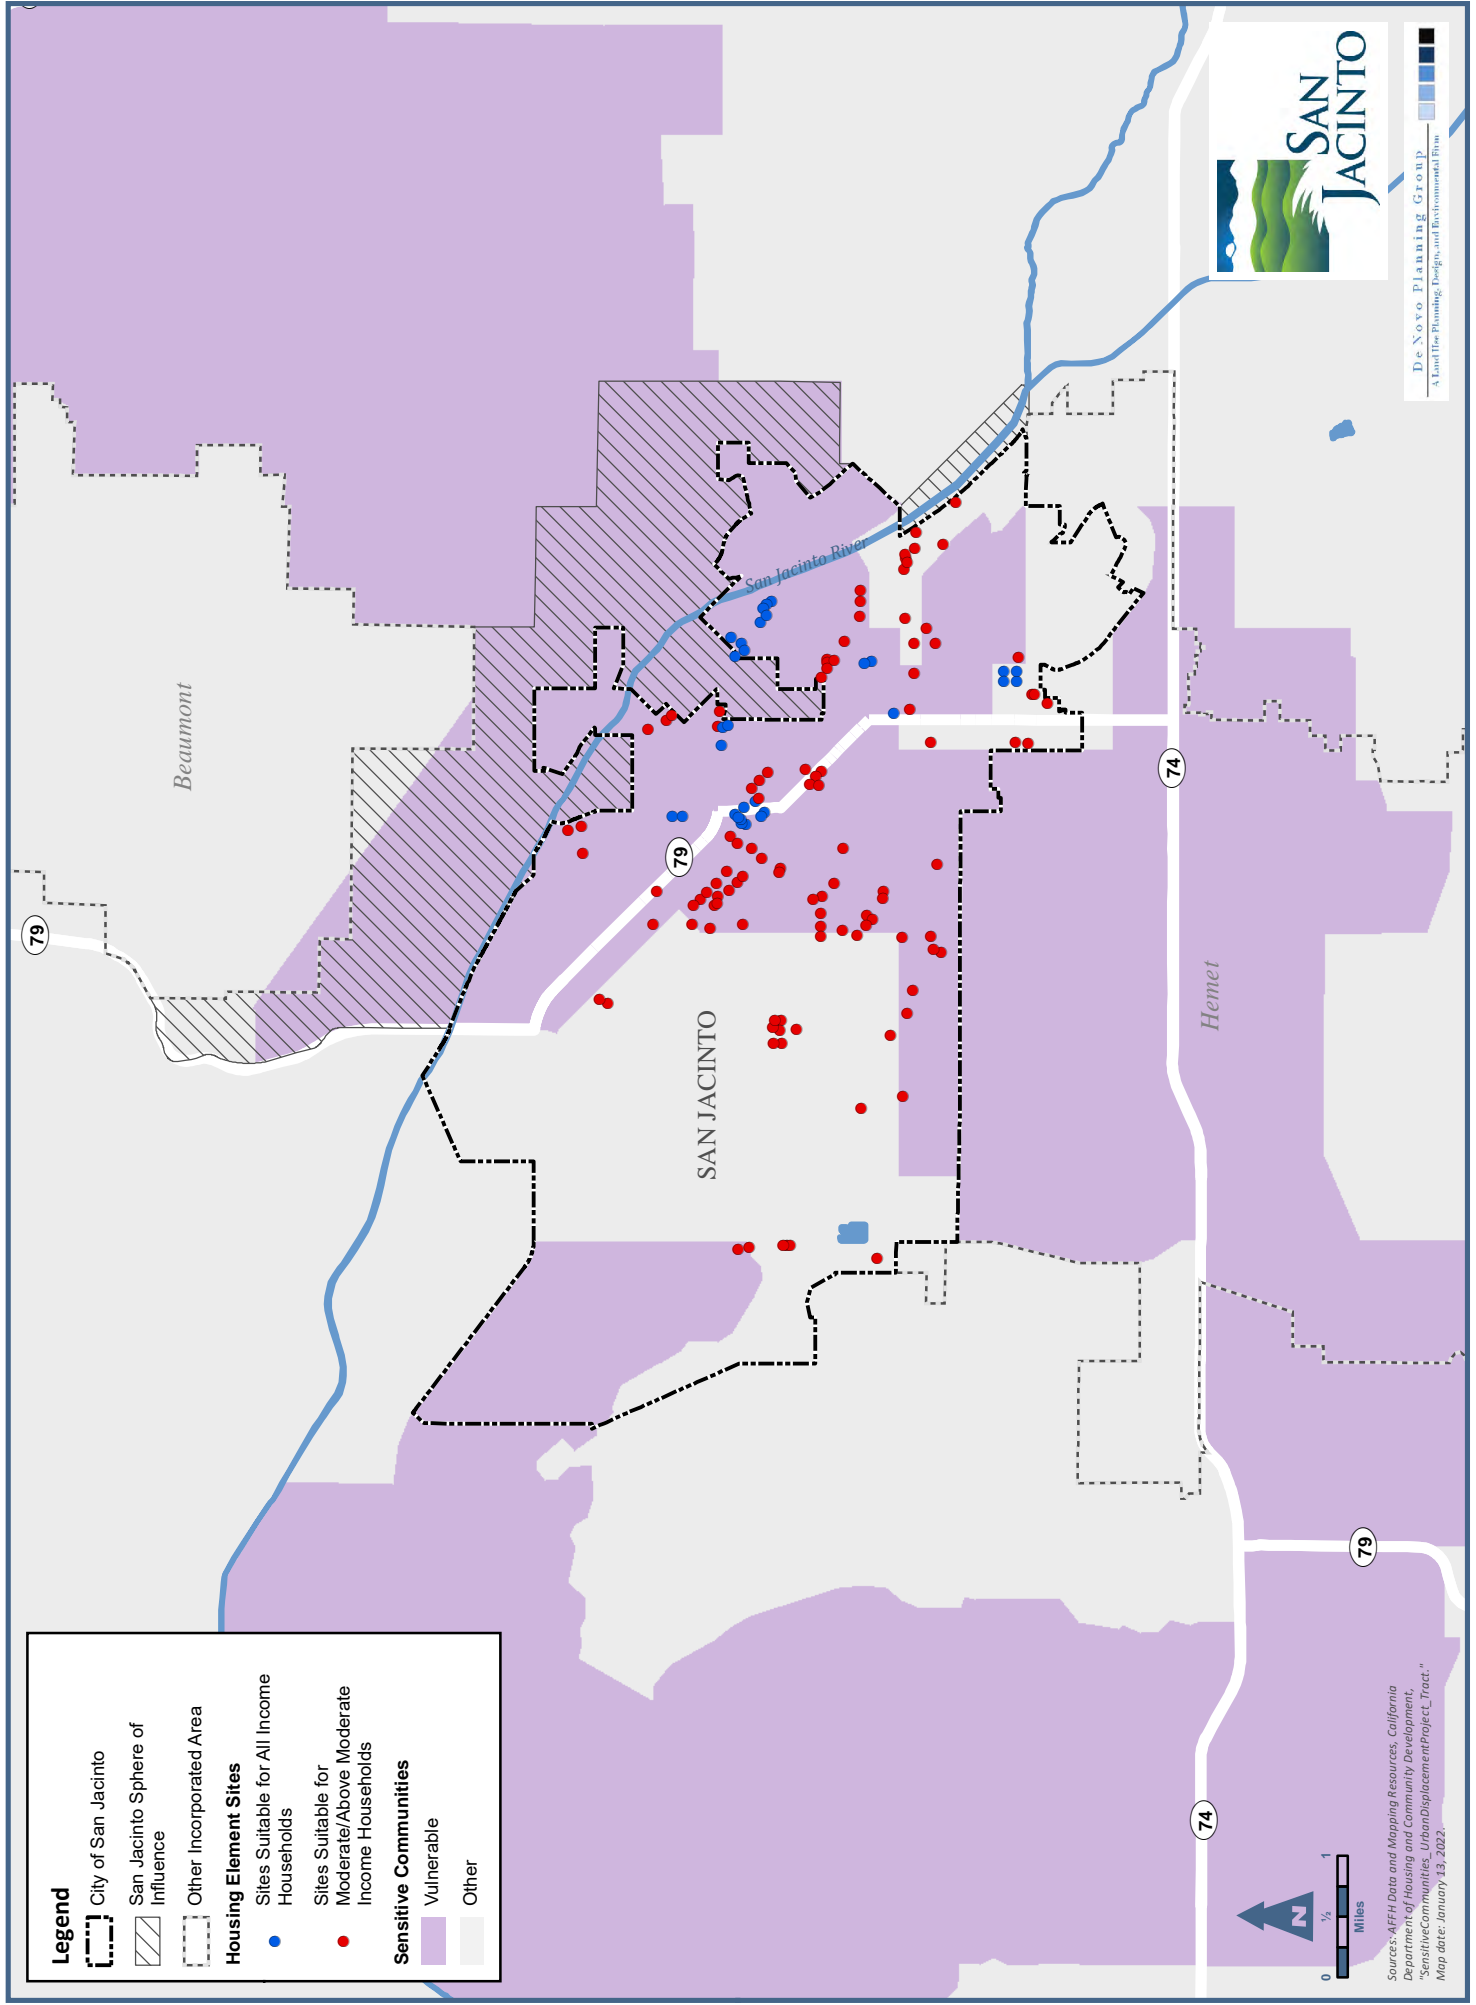 Legend
City of San Jacinto
San Jacinto Sphere of
Influence
Other Incorporated Area
Housing Element Sites
Sites Suitable for All Income
Households
Sites Suitable for
Moderate/Above Moderate
Income Households
Sensitive Communities
Vulnerable
Other
79
Beaumont
79
San Jacinto River
SAN JACINTO
74
Hemet
79
74
N
0 ½ 1
Miles
Sources: AFFH Data and Mapping Resources, California
Department of Housing and Community Development,
"SensitiveCommunities_UrbanDisplacementProject_Tract."
Map date: January 13, 2022.
SAN
JACINTO
De Novo Planning Group
A Land Use Planning, Design, and Environmental Firm